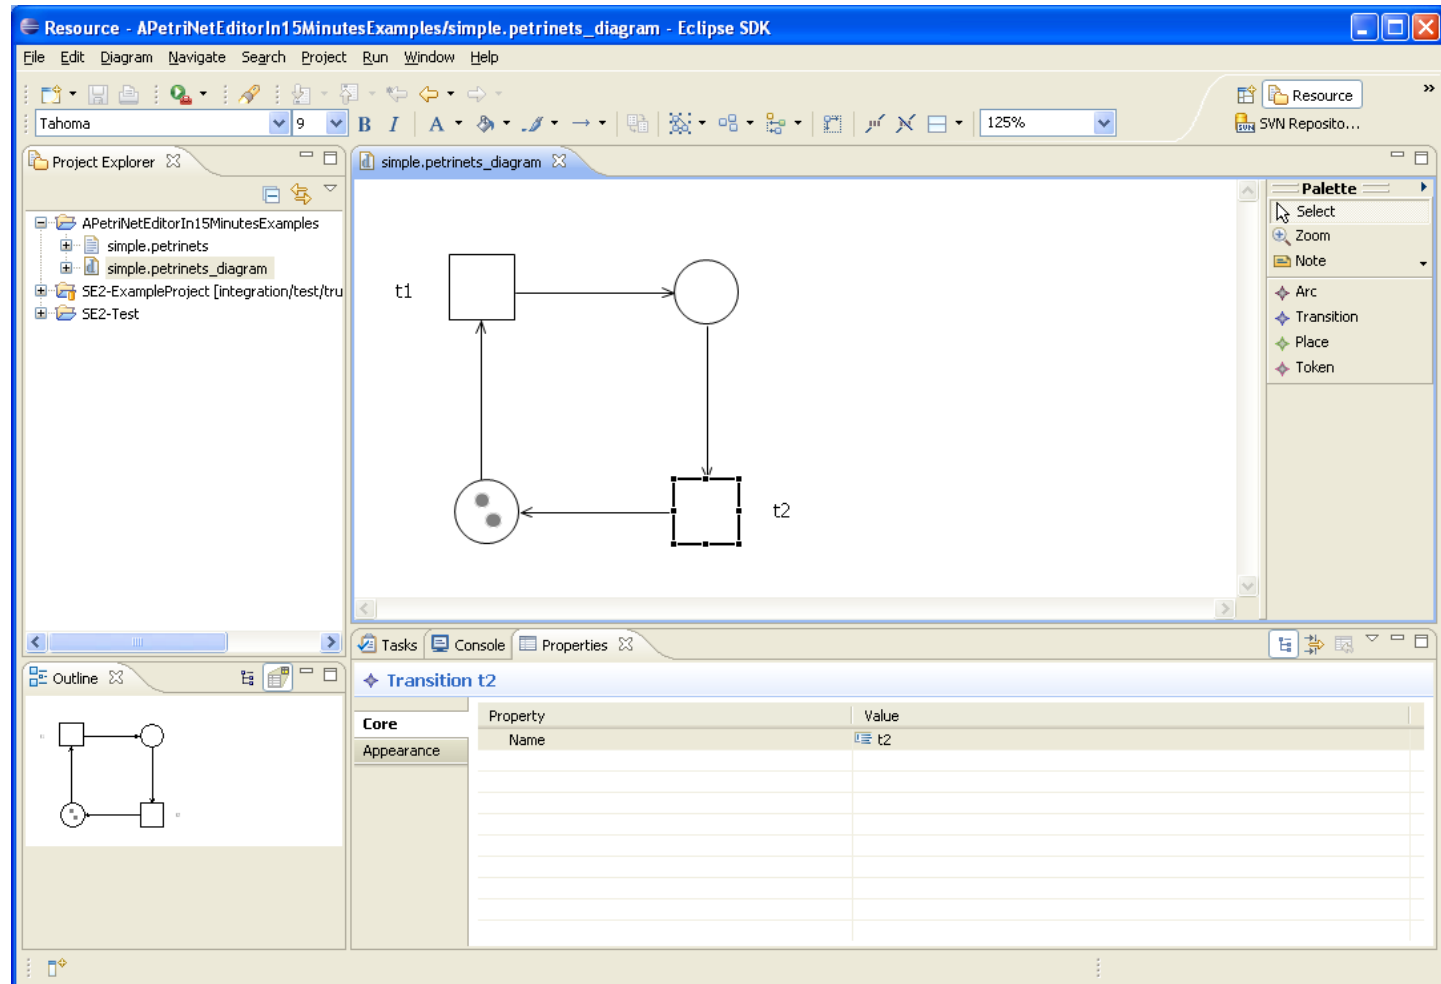 Resource - APetriNetEditorIn15MinutesExamples/simple.petrinets_diagram - Eclipse SDK
File Edit Diagram Navigate Search Project Run Window Help
Resource
»
Tahoma 9 B I A 125%
SVN Reposito...
Project Explorer
simple.petrinets_diagram
Palette
Select
Zoom
Note
Arc
Transition
Place
Token
APetriNetEditorIn15MinutesExamples
simple.petrinets
simple.petrinets_diagram
SE2-ExampleProject [integration/test/tru
SE2-Test
t1
t2
Tasks Console Properties
Outline
Transition t2
Core
Appearance
Property Value
Name t2